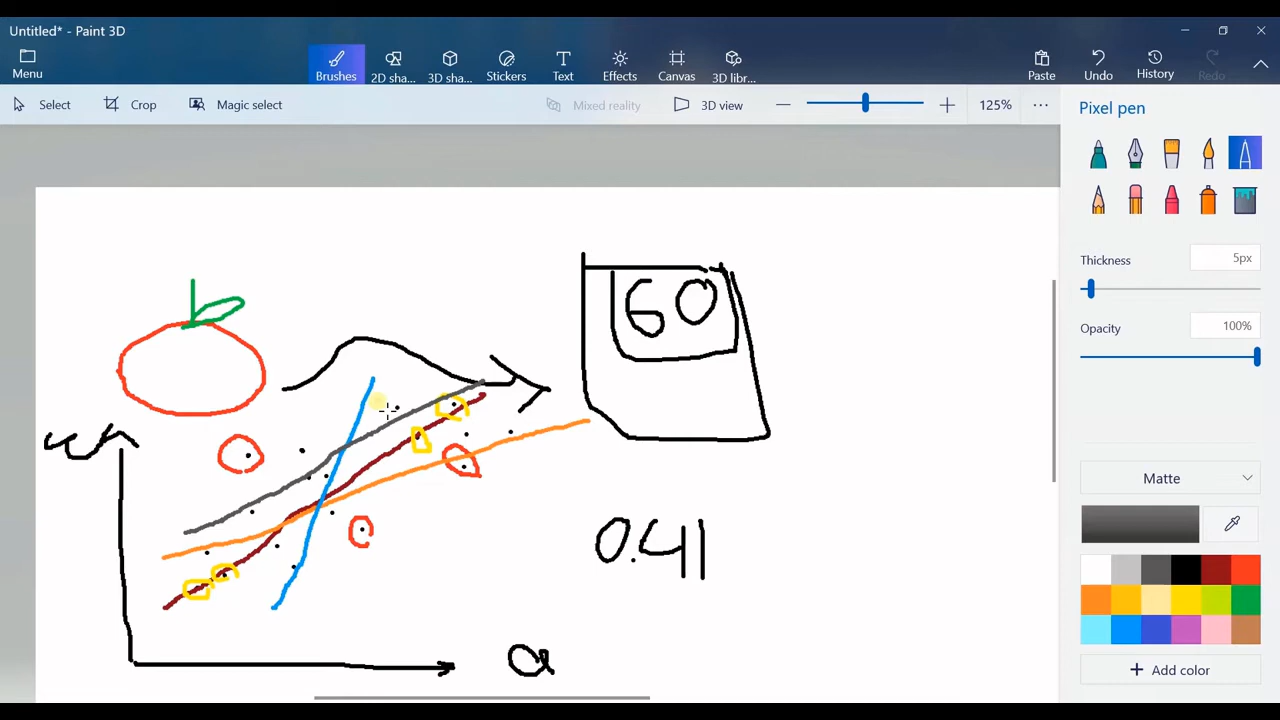 Untitled* - Paint 3D
Menu
Brushes
2D sha...
3D sha...
Stickers
Text
Effects
Canvas
3D libr...
Paste
Undo
History
Redo
Select
Crop
Magic select
Mixed reality
3D view
125%
Pixel pen
Thickness
5px
Opacity
100%
Matte
Add color
60
0.41